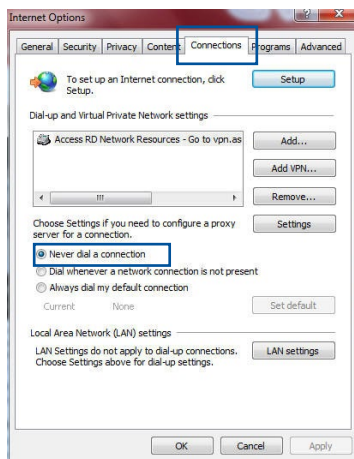 Internet Options
General Security Privacy Content Connections Programs Advanced
To set up an Internet connection, click
Setup.
Setup
Dial-up and Virtual Private Network settings
Access RD Network Resources - Go to vpn.as
Add...
Add VPN...
Remove...
Choose Settings if you need to configure a proxy
server for a connection.
Settings
Never dial a connection
Dial whenever a network connection is not present
Always dial my default connection
Current None
Set default
Local Area Network (LAN) settings
LAN Settings do not apply to dial-up connections.
Choose Settings above for dial-up settings.
LAN settings
OK Cancel Apply